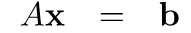 Ax = b